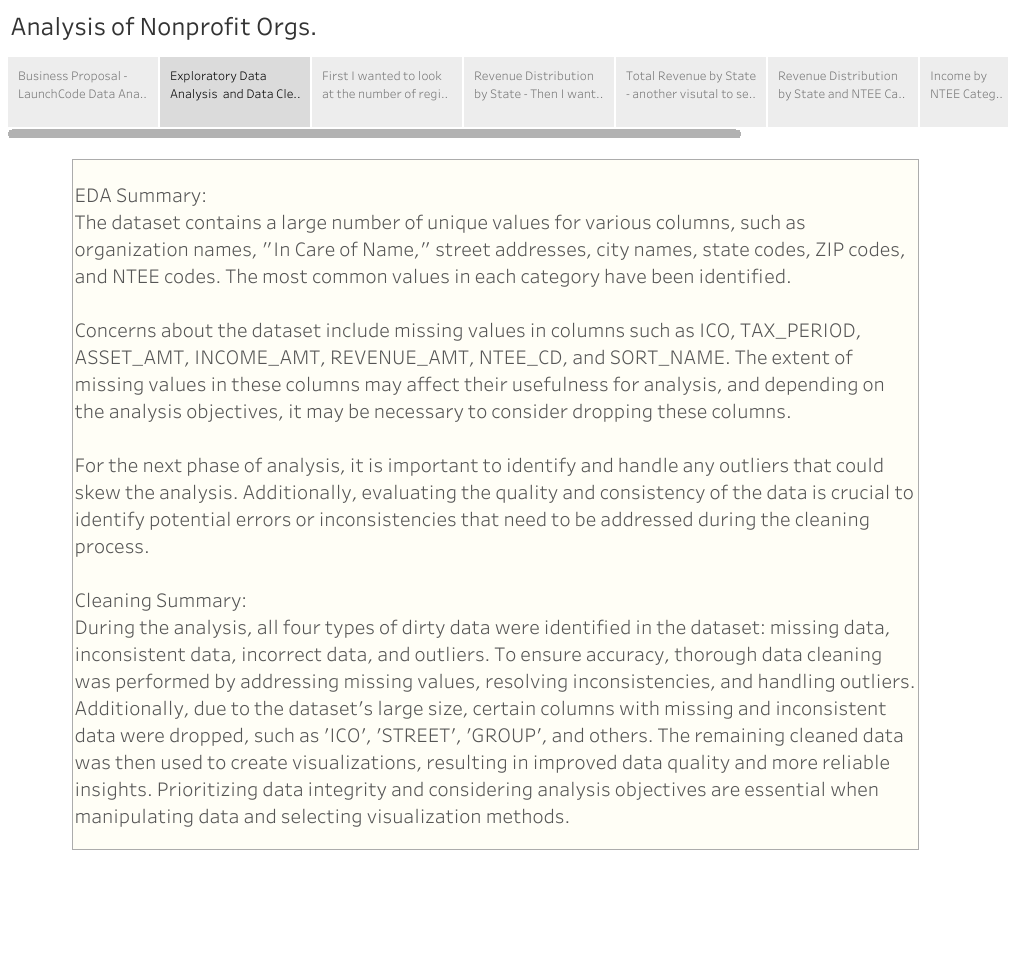 Analysis of Nonprofit Orgs.
Business Proposal -
LaunchCode Data Ana..
Exploratory Data
Analysis and Data Cle..
First I wanted to look
at the number of regi..
Revenue Distribution
by State - Then I want..
Total Revenue by State
- another visutal to se..
Revenue Distribution
by State and NTEE Ca..
Income by
NTEE Categ..
EDA Summary:
The dataset contains a large number of unique values for various columns, such as
organization names, "In Care of Name," street addresses, city names, state codes, ZIP codes,
and NTEE codes. The most common values in each category have been identified.
Concerns about the dataset include missing values in columns such as ICO, TAX_PERIOD,
ASSET_AMT, INCOME_AMT, REVENUE_AMT, NTEE_CD, and SORT_NAME. The extent of
missing values in these columns may affect their usefulness for analysis, and depending on
the analysis objectives, it may be necessary to consider dropping these columns.
For the next phase of analysis, it is important to identify and handle any outliers that could
skew the analysis. Additionally, evaluating the quality and consistency of the data is crucial to
identify potential errors or inconsistencies that need to be addressed during the cleaning
process.
Cleaning Summary:
During the analysis, all four types of dirty data were identified in the dataset: missing data,
inconsistent data, incorrect data, and outliers. To ensure accuracy, thorough data cleaning
was performed by addressing missing values, resolving inconsistencies, and handling outliers.
Additionally, due to the dataset's large size, certain columns with missing and inconsistent
data were dropped, such as 'ICO', 'STREET', 'GROUP', and others. The remaining cleaned data
was then used to create visualizations, resulting in improved data quality and more reliable
insights. Prioritizing data integrity and considering analysis objectives are essential when
manipulating data and selecting visualization methods.